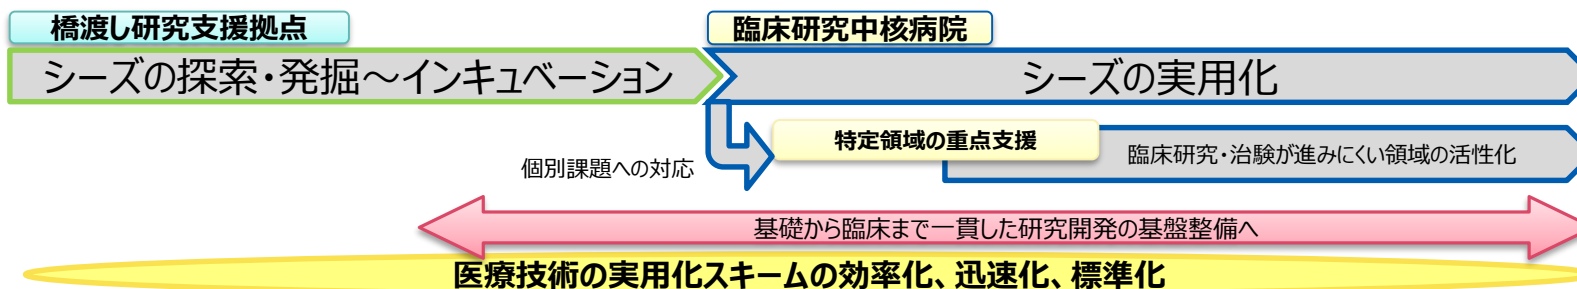 橋渡し研究支援拠点
臨床研究中核病院
シーズの探索・発掘～インキュベーション
シーズの実用化
特定領域の重点支援
臨床研究・治験が進みにくい領域の活性化
個別課題への対応
基礎から臨床まで一貫した研究開発の基盤整備へ
医療技術の実用化スキームの効率化、迅速化、標準化